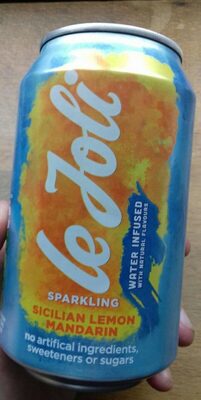 le Joli
WATER INFUSED
WITH NATURAL FLAVOURS
SPARKLING
SICILIAN LEMON
MANDARIN
no artifical ingredients,
sweeteners or sugars